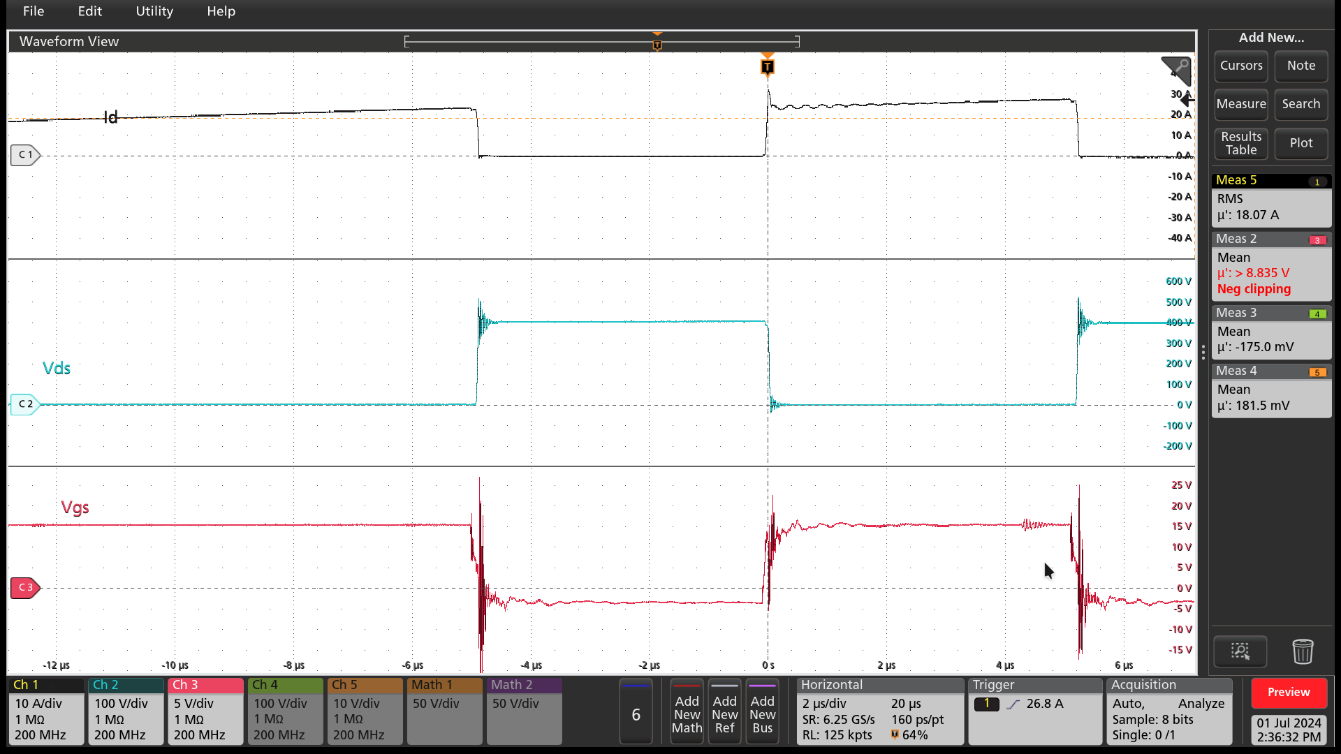 File Edit Utility Help
Waveform View
Add New...
Cursors Note
Measure Search
Results Table Plot
Meas 5 1
RMS
µ': 18.07 A
Meas 2 3
Mean
µ': > 8.835 V
Neg clipping
Meas 3 4
Mean
µ': -175.0 mV
Meas 4 5
Mean
µ': 181.5 mV
T
T
Id
C 1
30 A
20 A
10 A
0 A
-10 A
-20 A
-30 A
-40 A
Vds
C 2
600 V
500 V
400 V
300 V
200 V
100 V
0 V
-100 V
-200 V
Vgs
C 3
25 V
20 V
15 V
10 V
5 V
0 V
-5 V
-10 V
-15 V
-12 µs -10 µs -8 µs -6 µs -4 µs -2 µs 0 s 2 µs 4 µs 6 µs
Ch 1
10 A/div
1 MΩ
200 MHz
Ch 2
100 V/div
1 MΩ
200 MHz
Ch 3
5 V/div
1 MΩ
200 MHz
Ch 4
100 V/div
1 MΩ
200 MHz
Ch 5
10 V/div
1 MΩ
200 MHz
Math 1
50 V/div
Math 2
50 V/div
6
Add New Math
Add New Ref
Add New Bus
Horizontal
2 µs/div 20 µs
SR: 6.25 GS/s 160 ps/pt
RL: 125 kpts 64%
Trigger
1 26.8 A
Acquisition
Auto, Analyze
Sample: 8 bits
Single: 0 /1
Preview
01 Jul 2024
2:36:32 PM